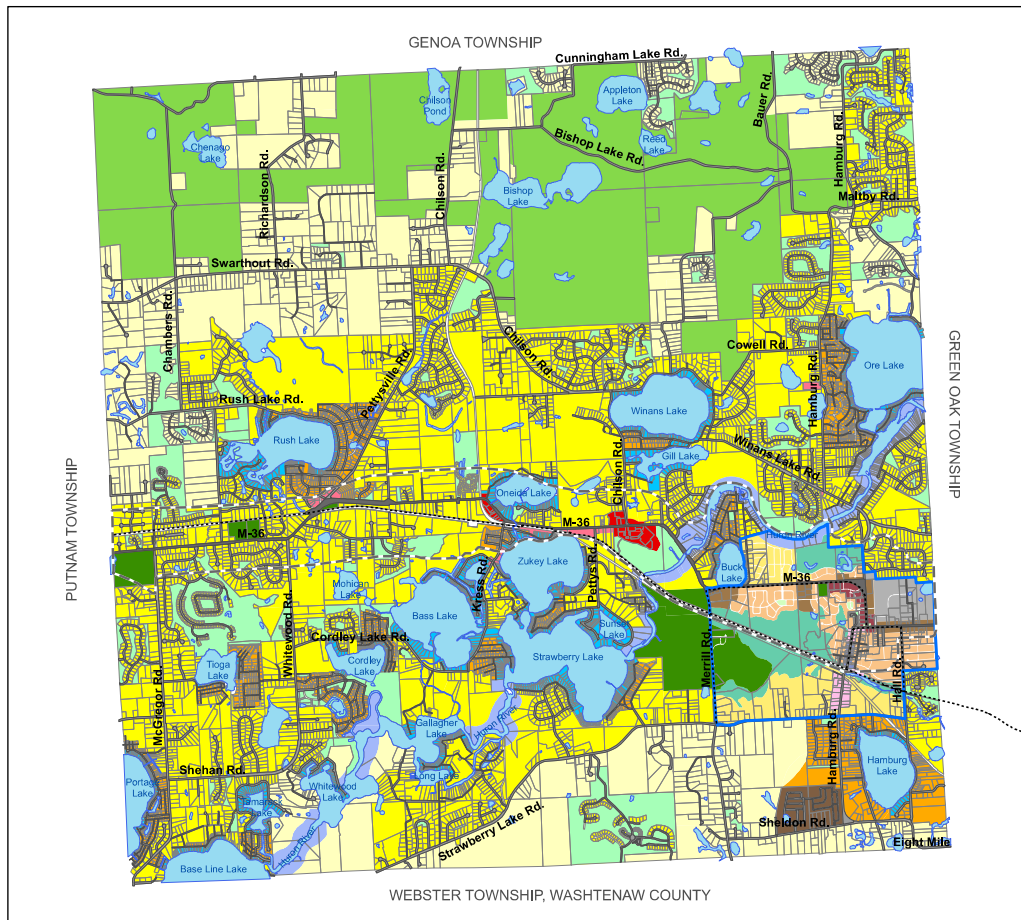 GENOA TOWNSHIP
Cunningham Lake Rd.
Chilson
Pond
Appleton
Lake
Bauer Rd.
Hamburg Rd.
Chenago
Lake
Richardson Rd.
Chilson Rd.
Bishop Lake Rd.
Reed
Lake
Bishop
Lake
Maltby Rd.
Swarthout Rd.
Chambers Rd.
Pettysville Rd.
Chilson Rd.
Cowell Rd.
Hamburg Rd.
Ore Lake
GREEN OAK TOWNSHIP
Rush Lake Rd.
Rush Lake
Winans Lake
Winans Lake Rd.
Gill Lake
Chilson Rd.
Oneida Lake
PUTNAM TOWNSHIP
M-36
M-36
Huron River
Zukey Lake
Buck
Lake
M-36
Mohican
Lake
Kress Rd.
Pettys Rd.
Bass Lake
Sunset
Lake
Whitewood Rd.
Cordley Lake Rd.
Cordley
Lake
Strawberry Lake
Merrill Rd.
Hall Rd.
Tioga
Lake
McGregor Rd.
Gallagher
Lake
Huron River
Hamburg Rd.
Hamburg
Lake
Shehan Rd.
Long Lake
Portage
Lake
Whitewood
Lake
Tamarack
Lake
Huron River
Strawberry Lake Rd.
Sheldon Rd.
Eight Mile
Base Line Lake
WEBSTER TOWNSHIP, WASHTENAW COUNTY